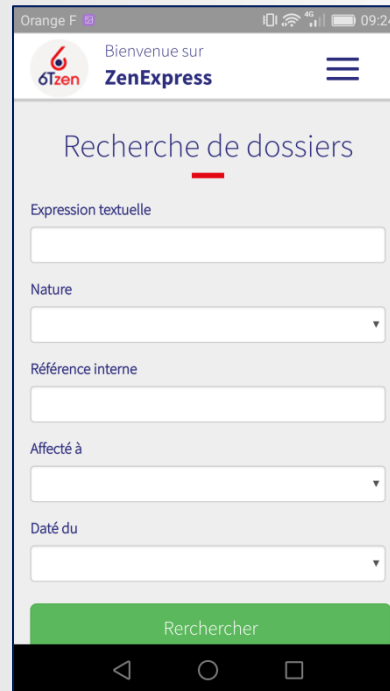 Orange F
4G
09:24
Bienvenue sur
6Tzen
ZenExpress
Recherche de dossiers
Expression textuelle
Nature
Référence interne
Affecté à
Daté du
Rerchercher